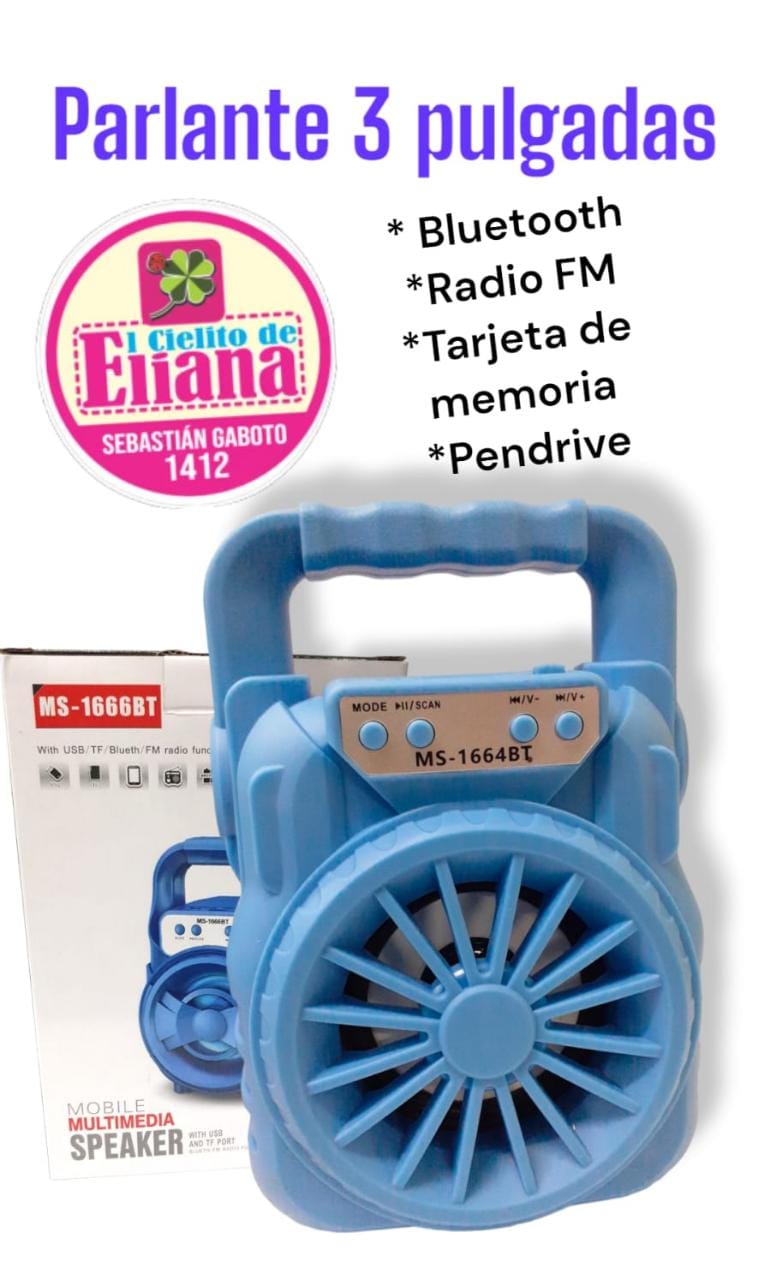 Parlante 3 pulgadas
* Bluetooth
*Radio FM
*Tarjeta de
memoria
*Pendrive
El Cielito de
Eliana
SEBASTIÁN GABOTO
1412
MS-1666BT
With USB/TF/Blueth/FM radio func
MODE ▶II/SCAN ⏮/V- ⏭/V+
MS-1664BT
MS-1666BT
MOBILE
MULTIMEDIA
SPEAKER
WITH USB
AND TF PORT